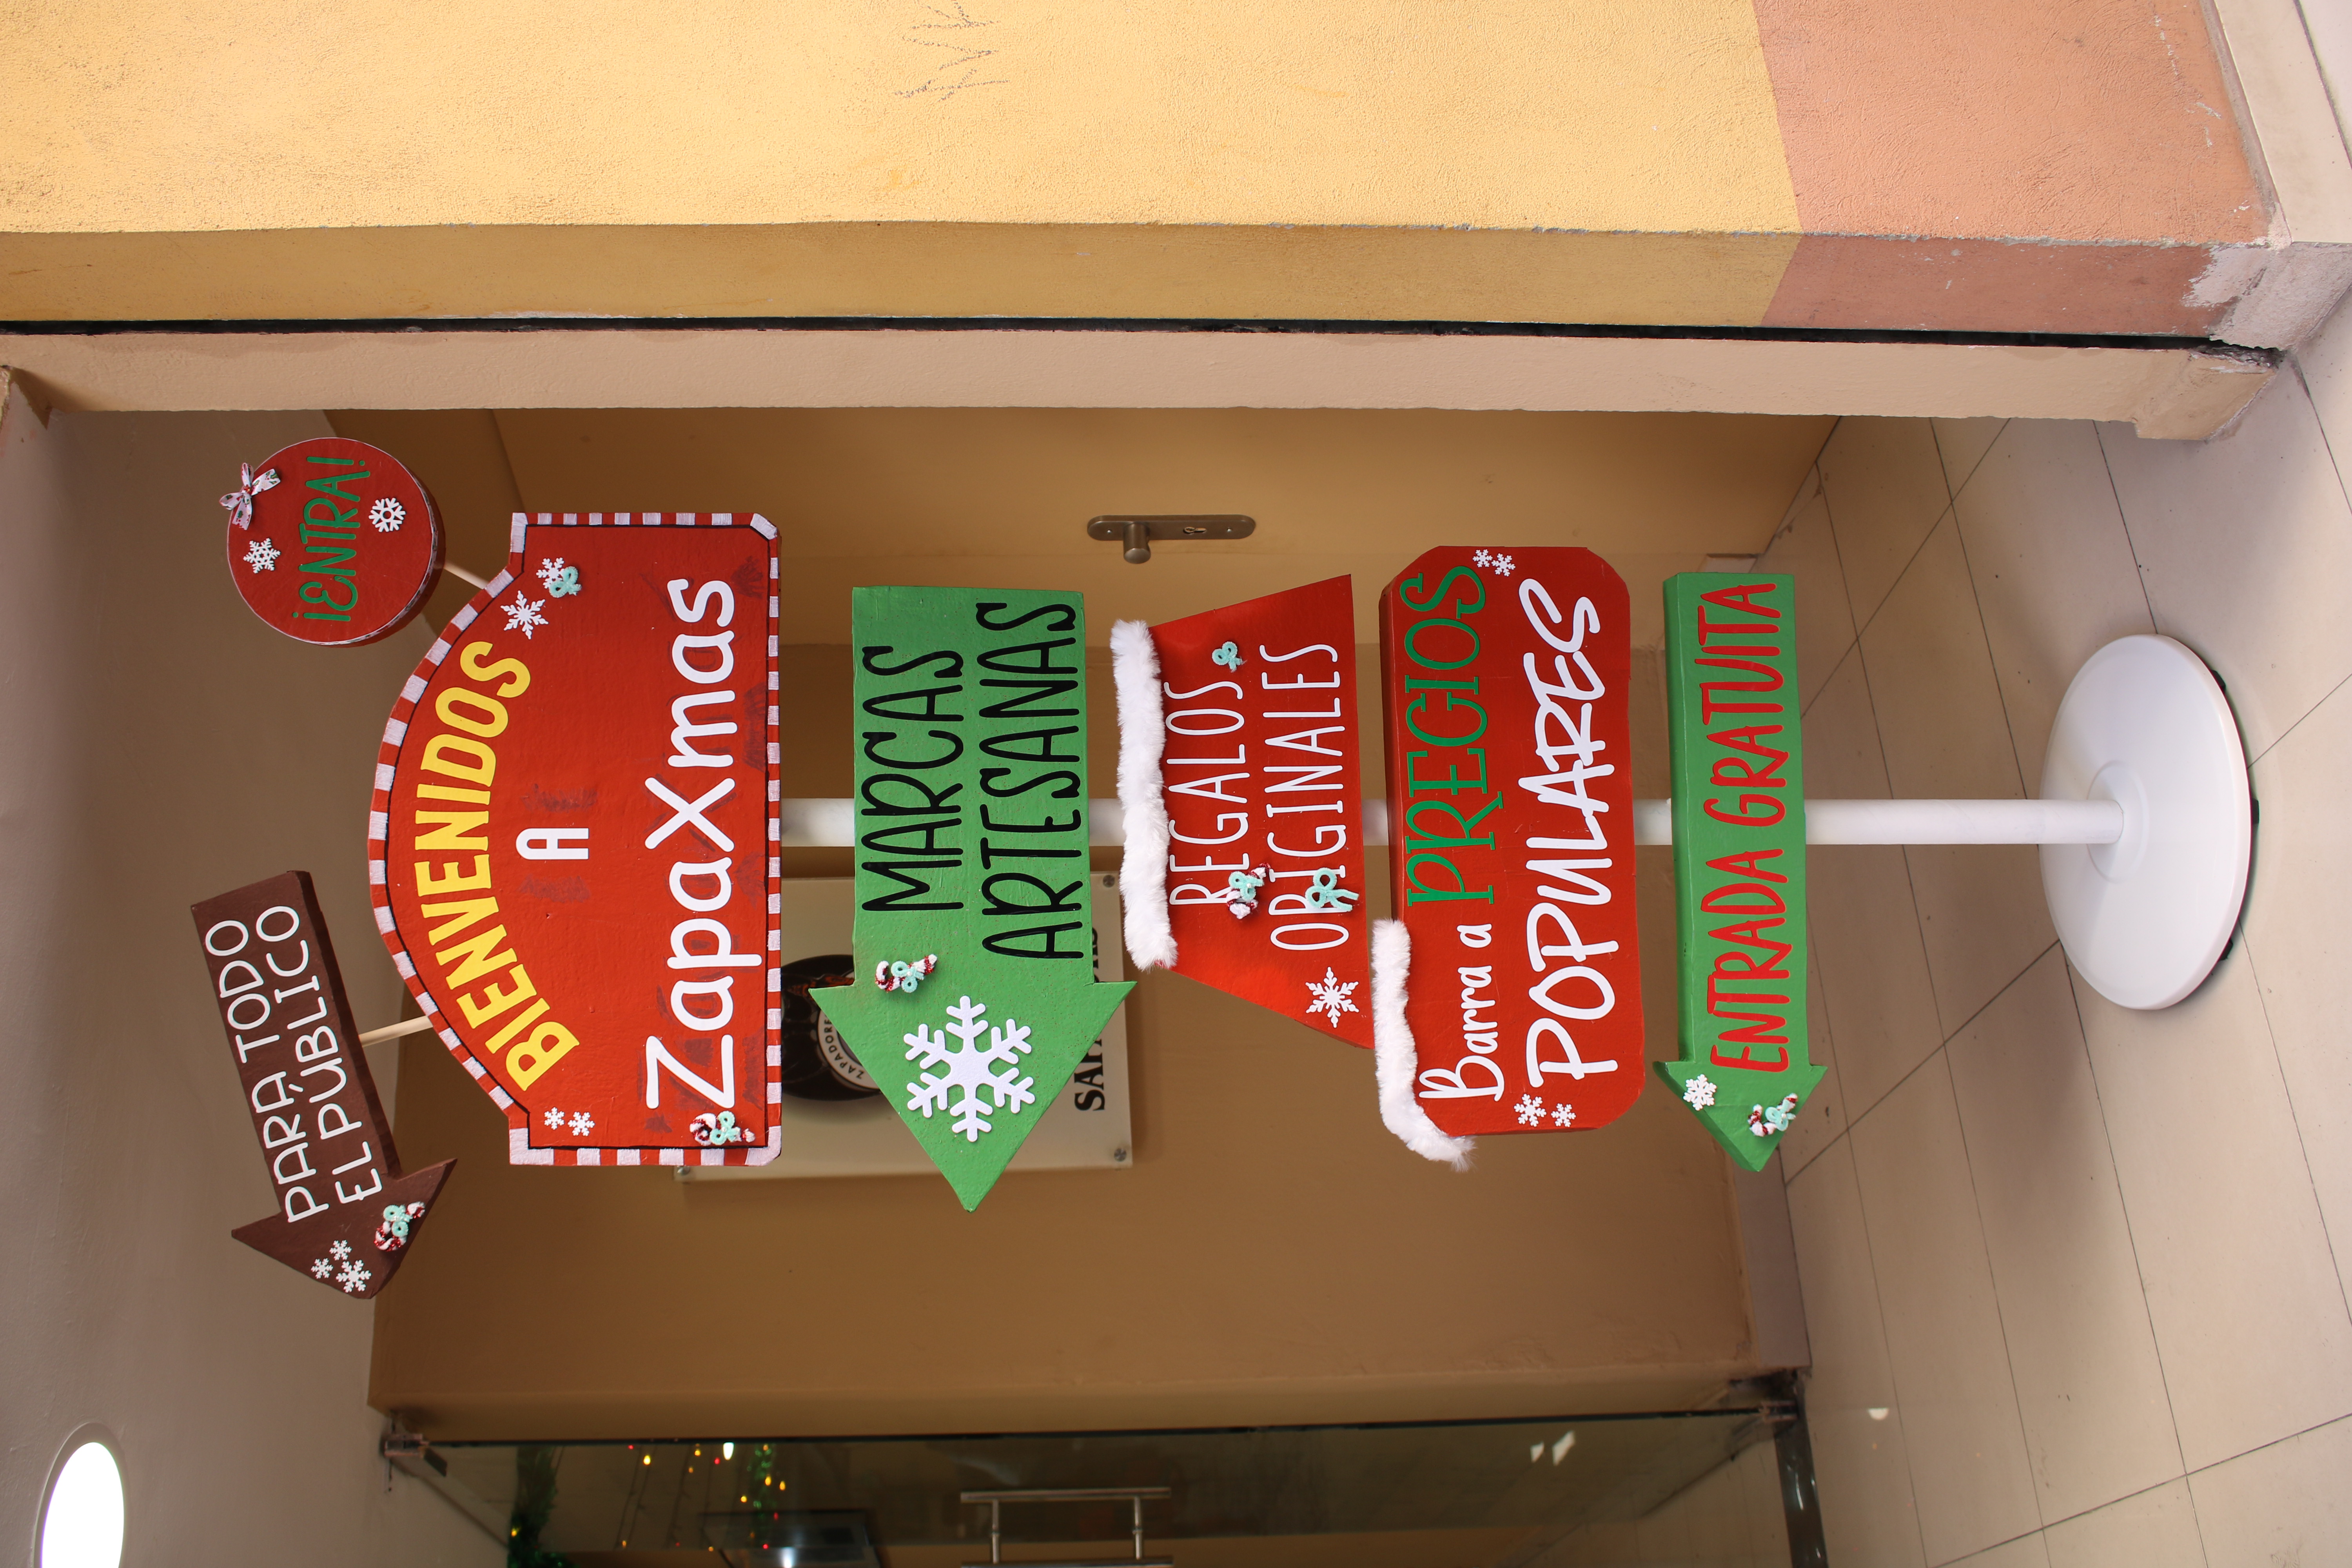 ¡ENTRA!
PARA TODO
EL PÚBLICO
BIENVENIDOS
A
ZapaXmas
MARCAS
ARTESANAS
REGALOS
ORIGINALES
Barra a PRECIOS
POPULARES
ENTRADA GRATUITA